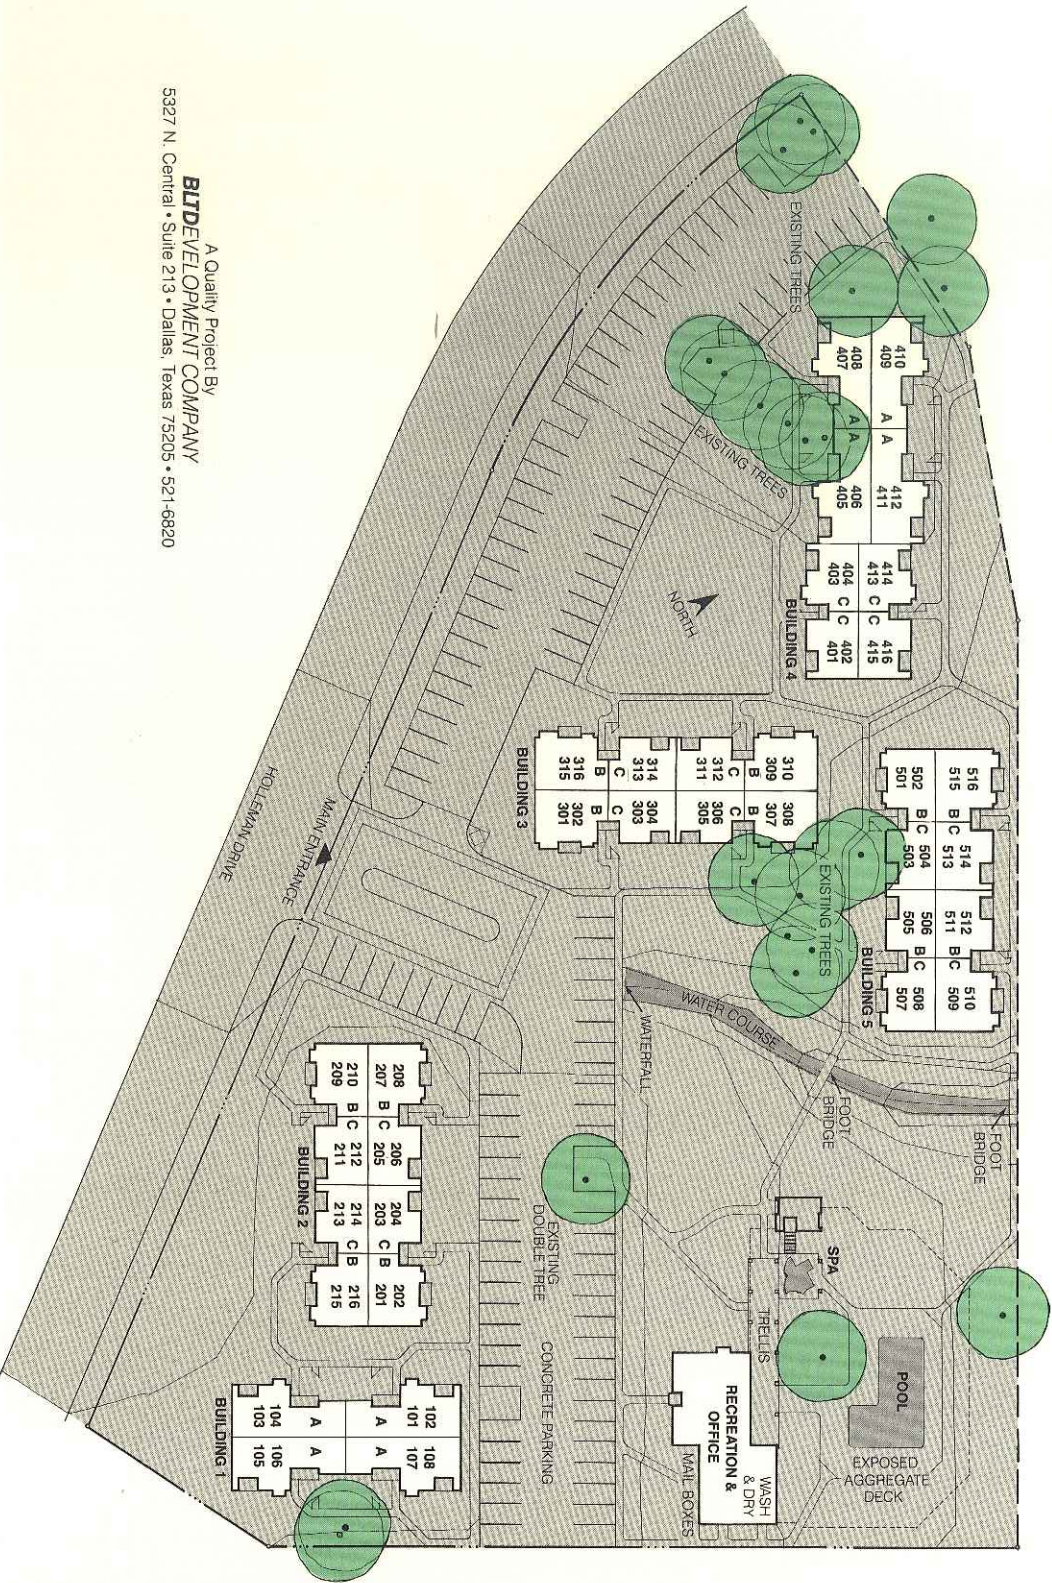 A Quality Project By
BLTDEVELOPMENT COMPANY
5327 N. Central • Suite 213 • Dallas, Texas 75205 • 521-6820
EXISTING TREES
410
409
408
407
A
A
A
A
412
411
406
405
EXISTING TREES
414
413
404
403
C
C
C
C
416
415
402
401
BUILDING 4
NORTH
310
309
B
312
311
C
314
313
C
316
315
B
308
307
B
306
305
C
304
303
C
302
301
B
BUILDING 3
516
515
502
501
B C
B C
514
513
504
503
512
511
506
505
B C
B C
510
509
508
507
BUILDING 5
EXISTING TREES
HOLLEMAN DRIVE
MAIN ENTRANCE
WATER COURSE
WATERFALL
FOOT
BRIDGE
FOOT
BRIDGE
208
207
B
210
209
B
C
206
205
C
212
211
204
203
C
214
213
C
B
202
201
B
216
215
BUILDING 2
EXISTING
DOUBLE TREE
SPA
TRELLIS
POOL
EXPOSED
AGGREGATE
DECK
RECREATION &
OFFICE
WASH
& DRY
MAIL BOXES
CONCRETE PARKING
102
101
A
A
104
103
108
107
A
A
106
105
BUILDING 1